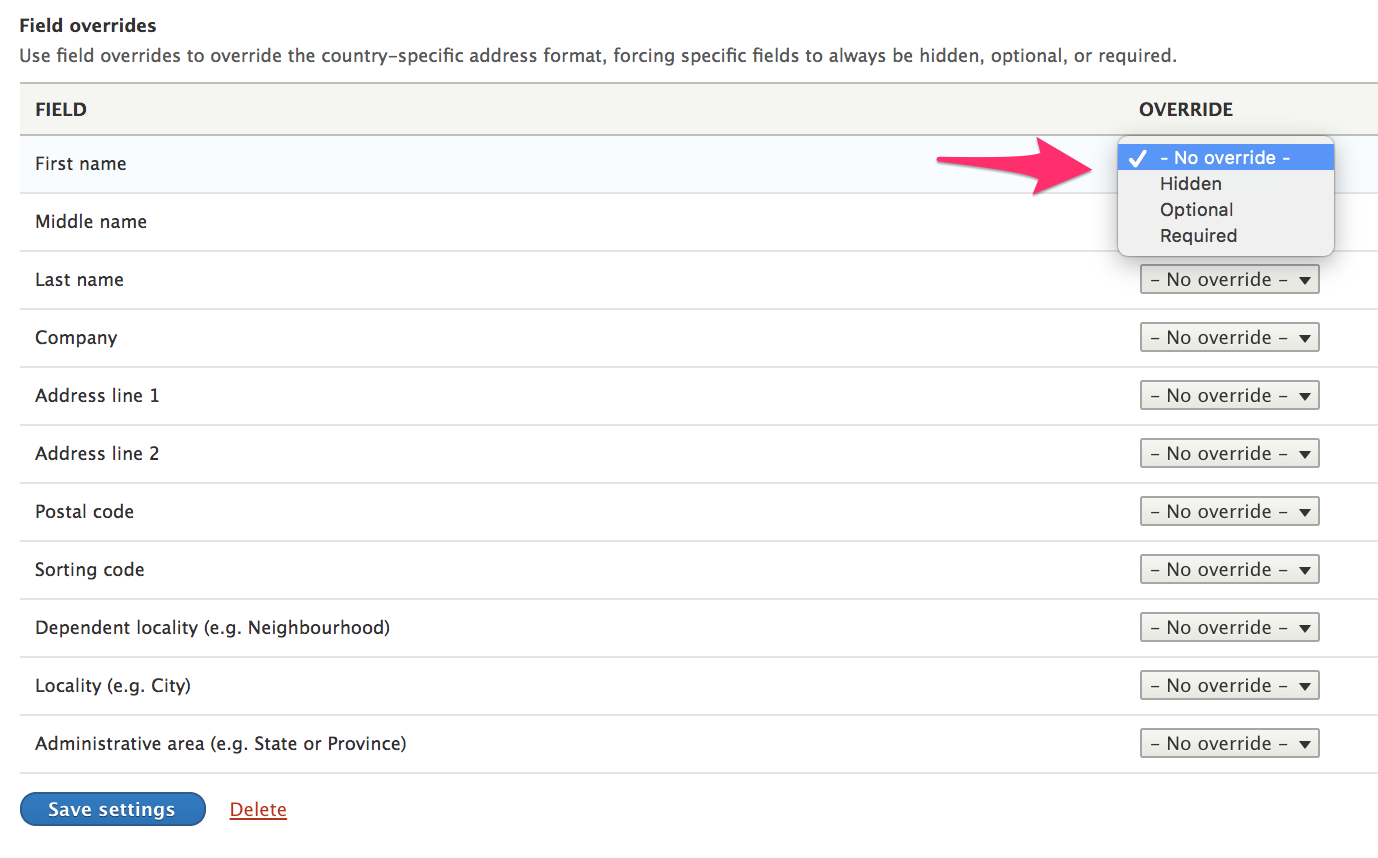 Field overrides
Use field overrides to override the country-specific address format, forcing specific fields to always be hidden, optional, or required.
FIELD OVERRIDE
First name - No override -
Hidden
Optional
Middle name
Required
Last name - No override -
Company - No override -
Address line 1 - No override -
Address line 2 - No override -
Postal code - No override -
Sorting code - No override -
Dependent locality (e.g. Neighbourhood) - No override -
Locality (e.g. City) - No override -
Administrative area (e.g. State or Province) - No override -
Save settings Delete